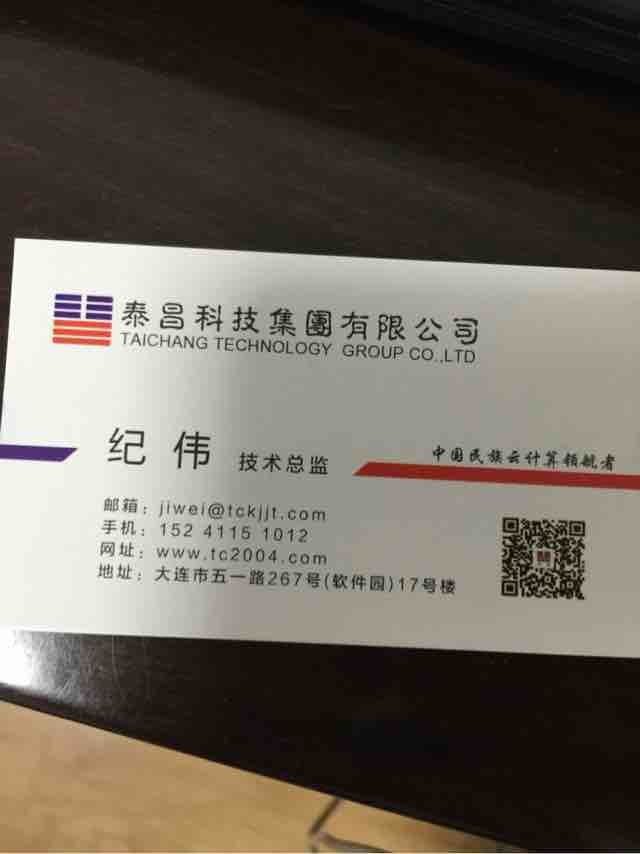 泰昌科技集團有限公司
TAICHANG TECHNOLOGY GROUP CO.,LTD
纪 伟 技术总监
中国民族云计算领航者
邮箱：jiwei@tckjjt.com
手机：152 4115 1012
网址：www.tc2004.com
地址：大连市五一路267号(软件园)17号楼